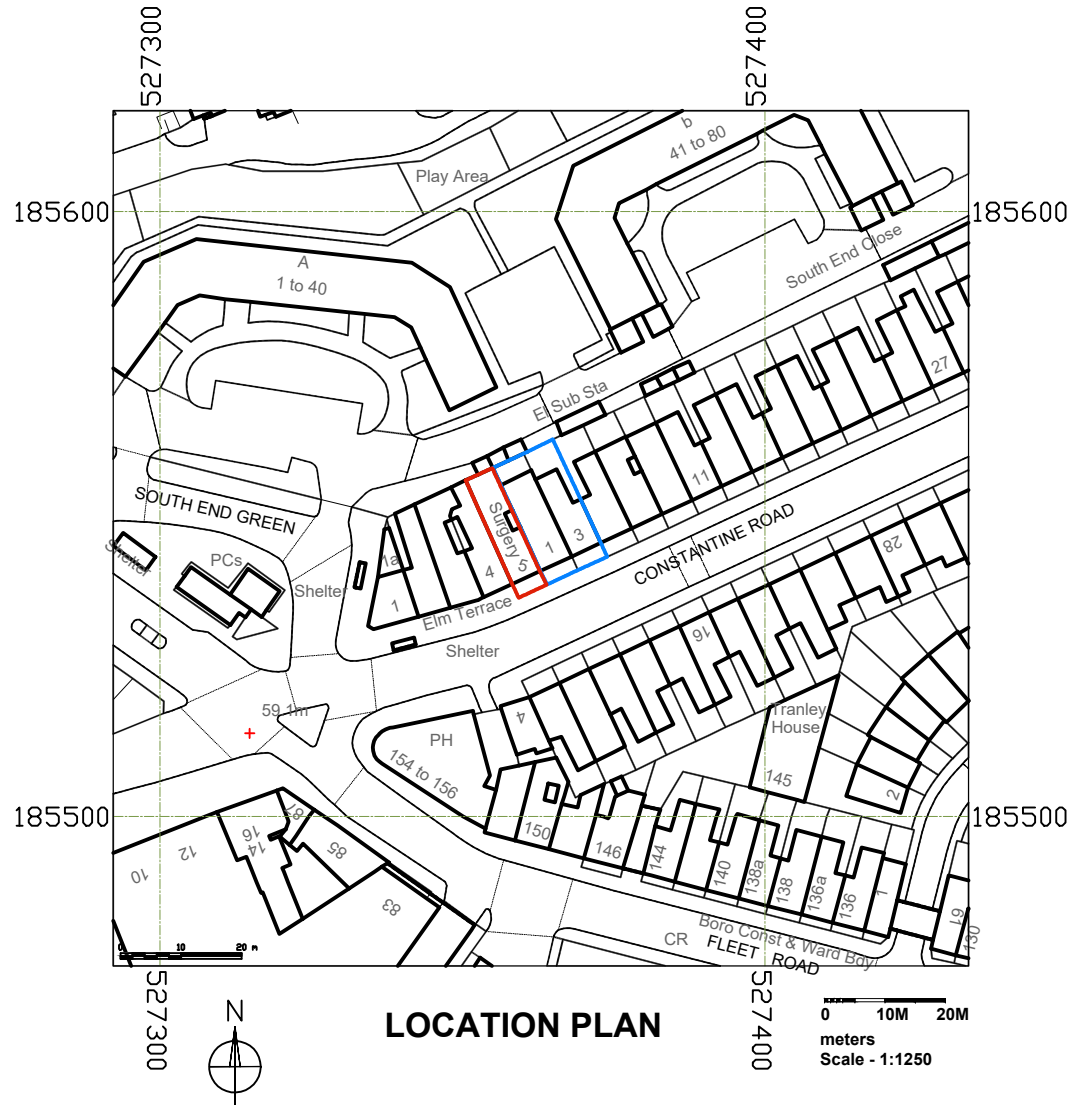 527300
527400
185600
185600
b
41 to 80
Play Area
A
1 to 40
South End Close
27
El Sub Sta
11
SOUTH END GREEN
Surgery
1
3
5
4
1a
1
CONSTANTINE ROAD
28
Shelter
PCs
Shelter
Elm Terrace
Shelter
16
59.1m
4
Tranley
House
PH
154 to 156
145
2
185500
185500
150
146
144
140
138a
138
136a
136
1
87
16
14
12
10
85
83
61
130
Boro Const & Ward Bdy
CR
FLEET ROAD
0 10 20 m
527300
527400
N
LOCATION PLAN
0 10M 20M
meters
Scale - 1:1250